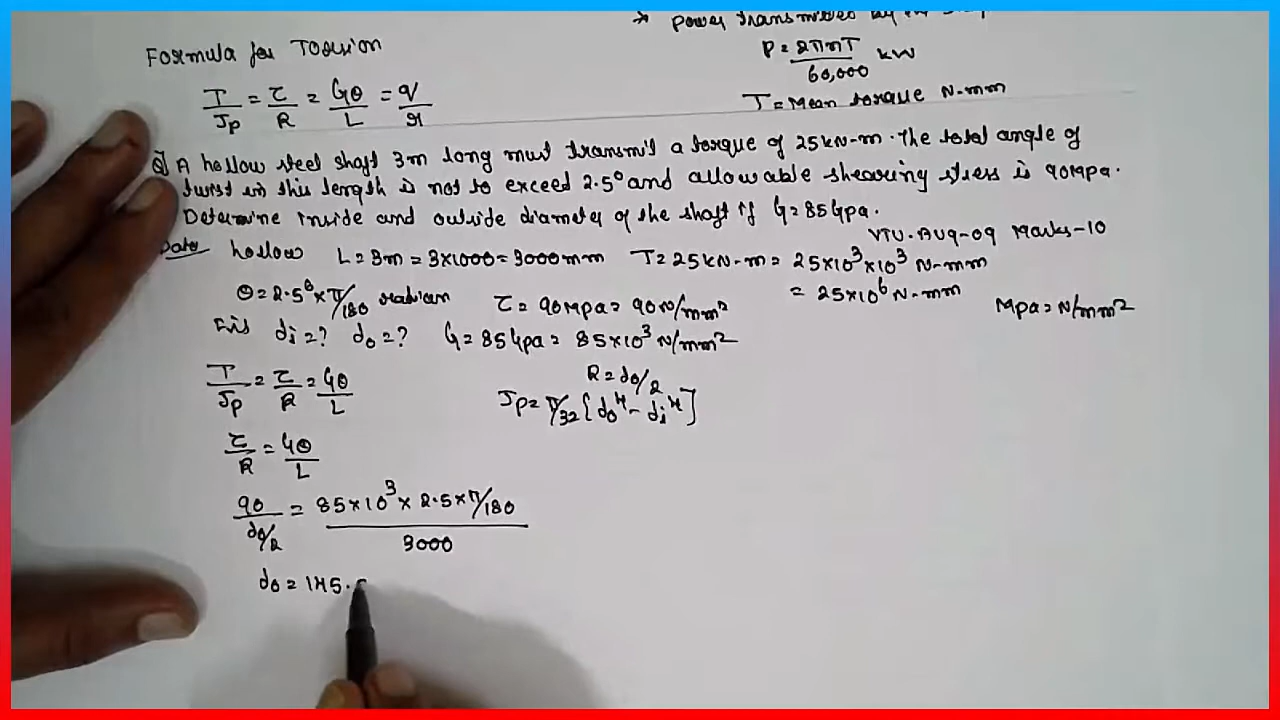 Power transmitted by
Formula for Torsion
P = 2πnT / 60,000 kW
T/Jp = τ/R = Gθ/L = q/r
T = Mean torque N-mm
Q] A hollow steel shaft 3m long must transmit a torque of 25kN-m. The total angle of
twist in this length is not to exceed 2.5° and allowable shearing stress is 90Mpa.
Determine inside and outside diameter of the shaft if G=85Gpa.
VTU. AUg-09 Marks-10
Data hollow L=3m=3×1000=3000mm T=25kN-m = 25×10³×10³ N-mm
= 25×10⁶ N-mm
θ=2.5°×π/180 radian τ=90Mpa=90N/mm²
Mpa=N/mm²
di=? do=? G=85Gpa= 85×10³ N/mm²
T/Jp = τ/R = Gθ/L
R=do/2
Jp=π/32[do⁴-di⁴]
τ/R = Gθ/L
90 / do/2 = 85×10³×2.5×π/180 / 3000
do=145.